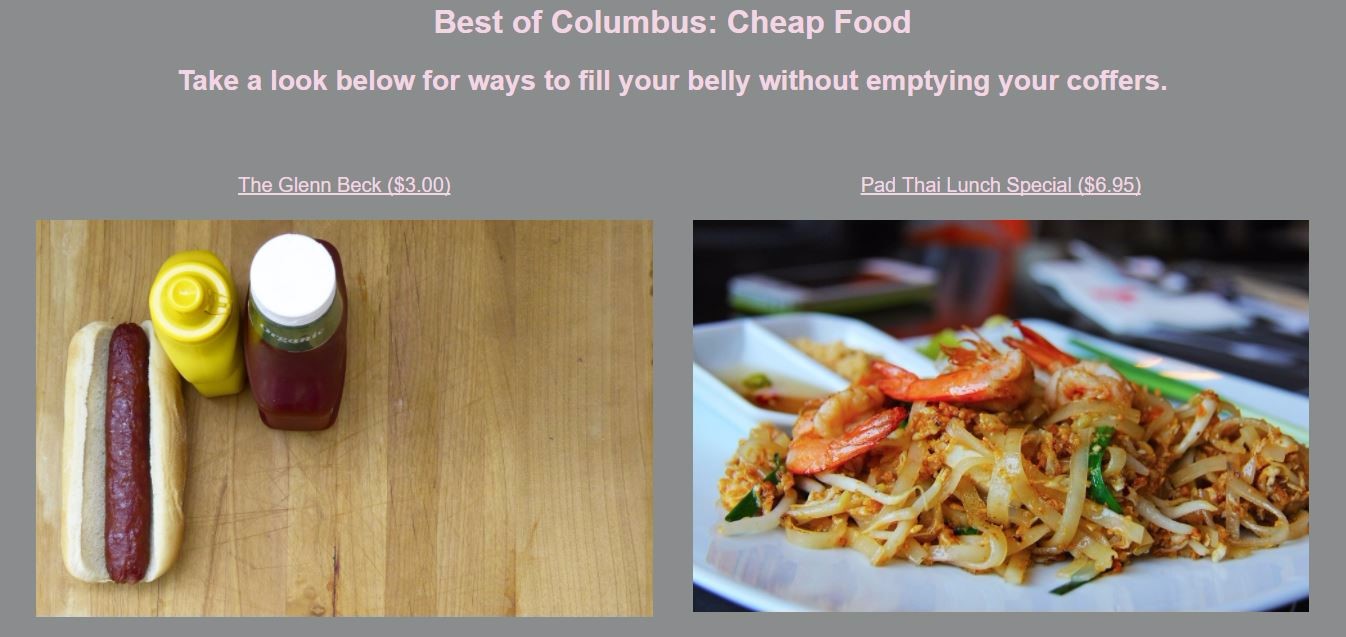 Best of Columbus: Cheap Food
Take a look below for ways to fill your belly without emptying your coffers.
The Glenn Beck ($3.00)
Pad Thai Lunch Special ($6.95)
Organic